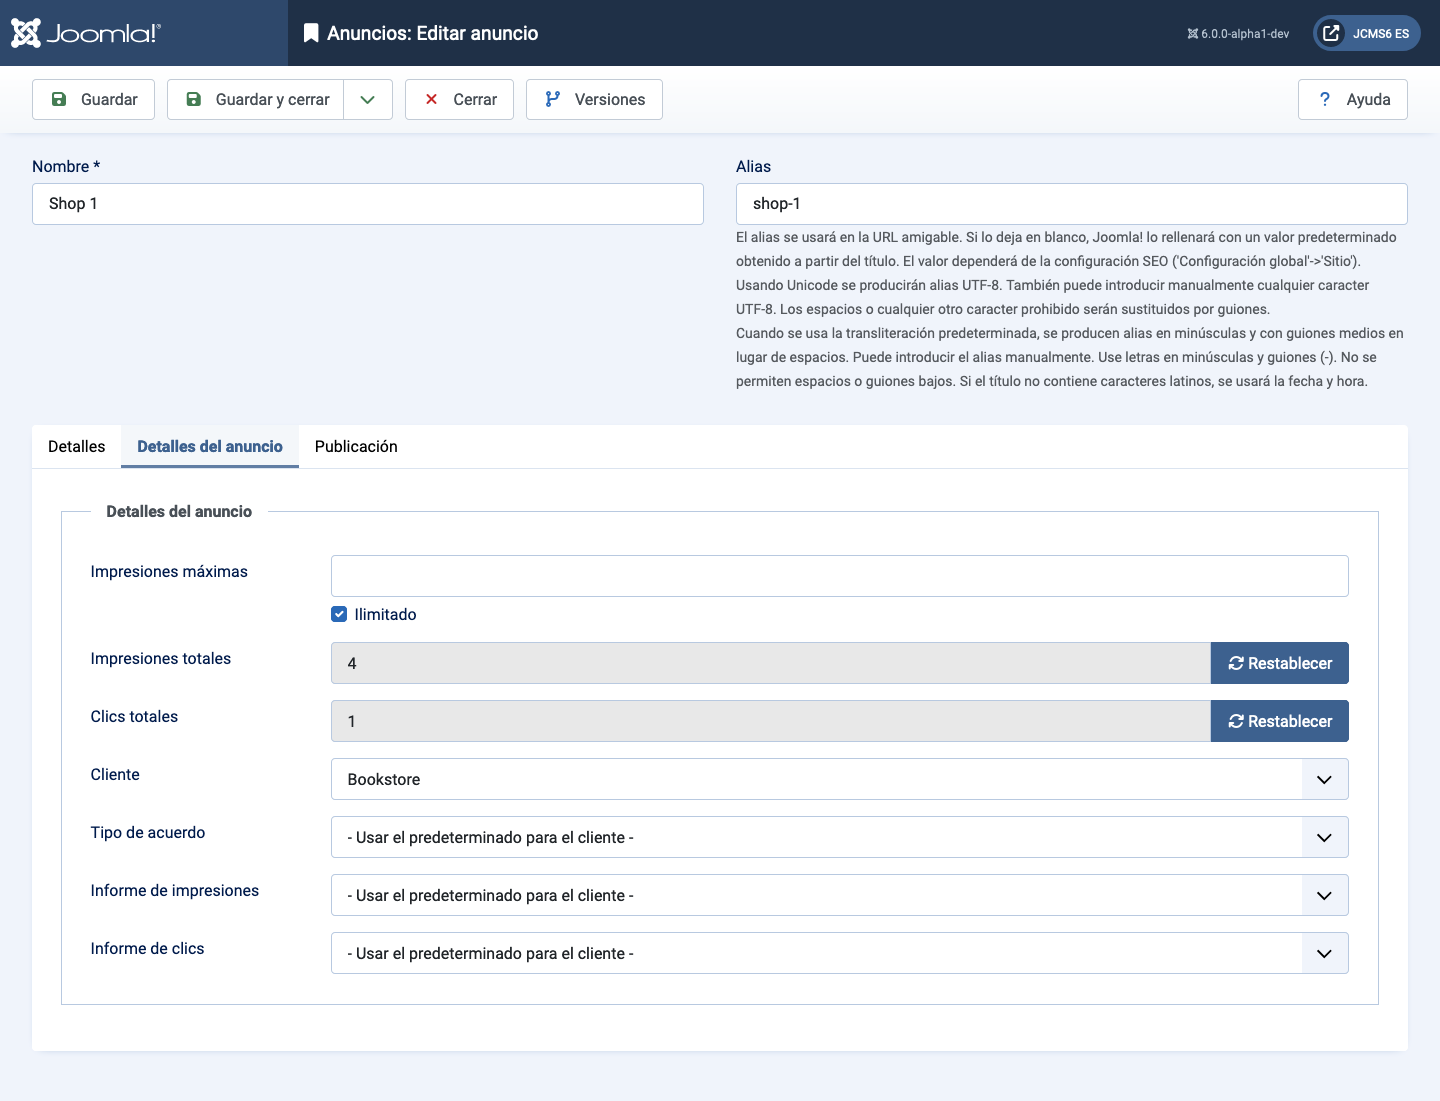 Joomla!®
Anuncios: Editar anuncio
6.0.0-alpha1-dev
JCMS6 ES
Guardar
Guardar y cerrar
Cerrar
Versiones
? Ayuda
Nombre *
Shop 1
Alias
shop-1
El alias se usará en la URL amigable. Si lo deja en blanco, Joomla! lo rellenará con un valor predeterminado
obtenido a partir del título. El valor dependerá de la configuración SEO ('Configuración global'->'Sitio').
Usando Unicode se producirán alias UTF-8. También puede introducir manualmente cualquier caracter
UTF-8. Los espacios o cualquier otro caracter prohibido serán sustituidos por guiones.
Cuando se usa la transliteración predeterminada, se producen alias en minúsculas y con guiones medios en
lugar de espacios. Puede introducir el alias manualmente. Use letras en minúsculas y guiones (-). No se
permiten espacios o guiones bajos. Si el título no contiene caracteres latinos, se usará la fecha y hora.
Detalles
Detalles del anuncio
Publicación
Detalles del anuncio
Impresiones máximas
Ilimitado
Impresiones totales
4
Restablecer
Clics totales
1
Restablecer
Cliente
Bookstore
Tipo de acuerdo
- Usar el predeterminado para el cliente -
Informe de impresiones
- Usar el predeterminado para el cliente -
Informe de clics
- Usar el predeterminado para el cliente -